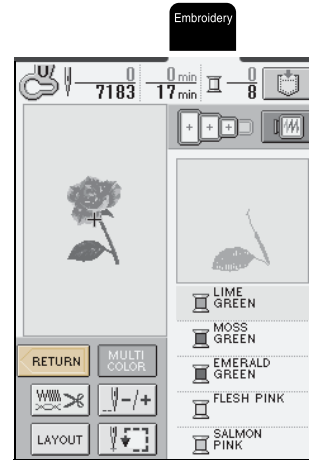 Embroidery
0 0 min 0
7183 17 min 8
U
RETURN
MULTI
COLOR
-/+
LAYOUT
LIME
GREEN
MOSS
GREEN
EMERALD
GREEN
FLESH PINK
SALMON
PINK